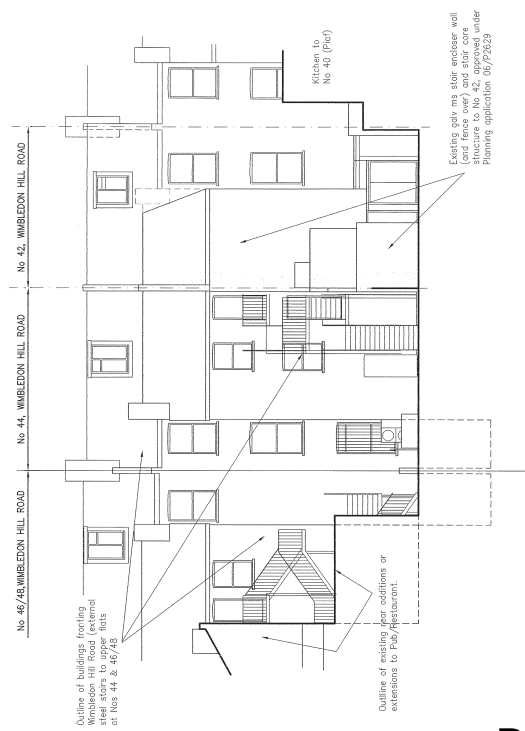 No 46/48,WIMBLEDON HILL ROAD
No 44, WIMBLEDON HILL ROAD
No 42, WIMBLEDON HILL ROAD
Outline of buildings fronting
Wimbledon Hill Road (external
steel stairs to upper flats
at Nos 44 & 46/48
Kitchen to
No 40 (Piaf)
Outlline of existing rear additions or
extensions to Pub/Restaurant.
Existing galv ms stair encloser wall
(and fence over) and stair core
structure to No 42, approved under
Planning application 06/P2629